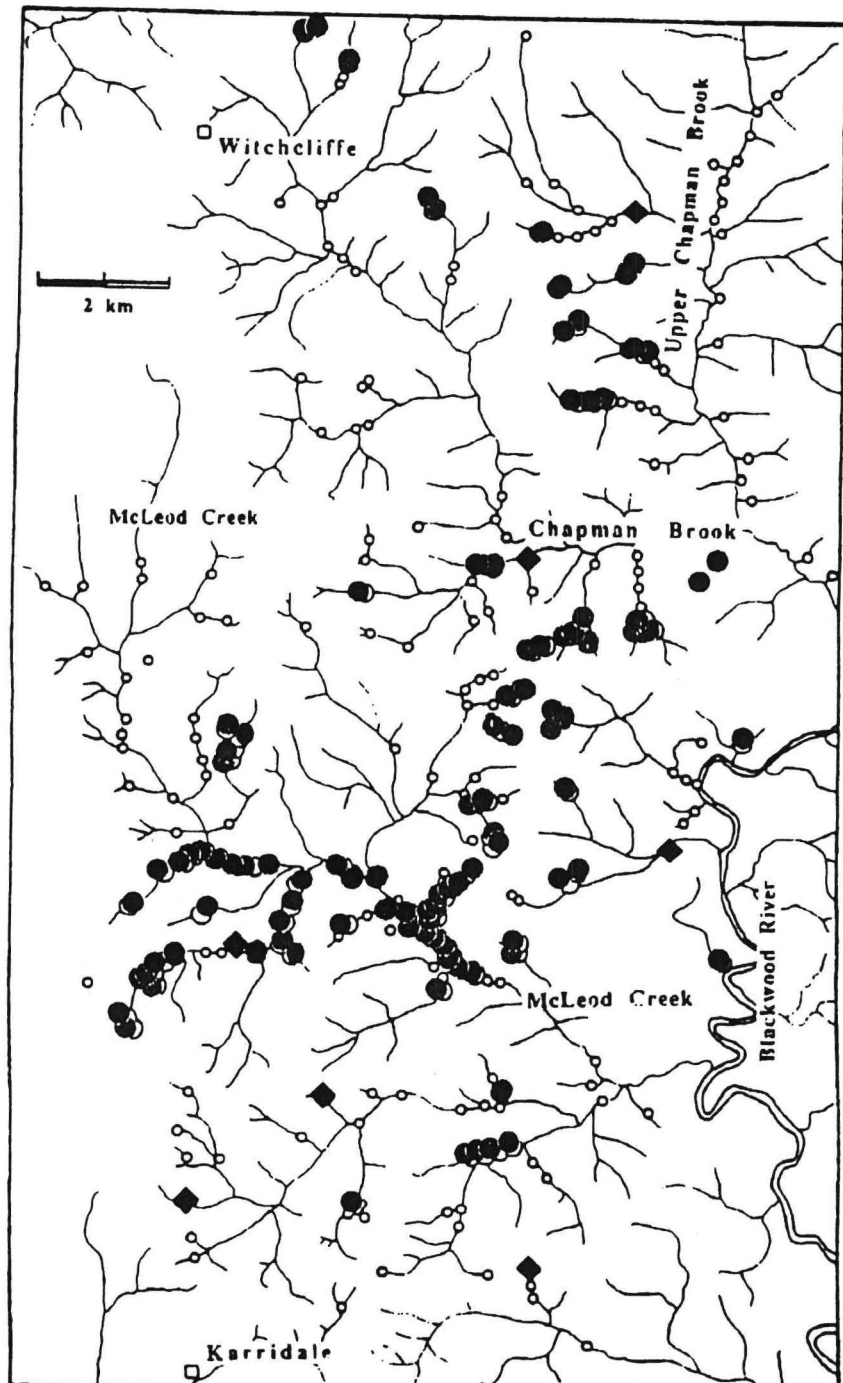 Witchcliffe
2 km
Upper Chapman Brook
McLeod Creek
Chapman Brook
McLeod Creek
Blackwood River
Karridale